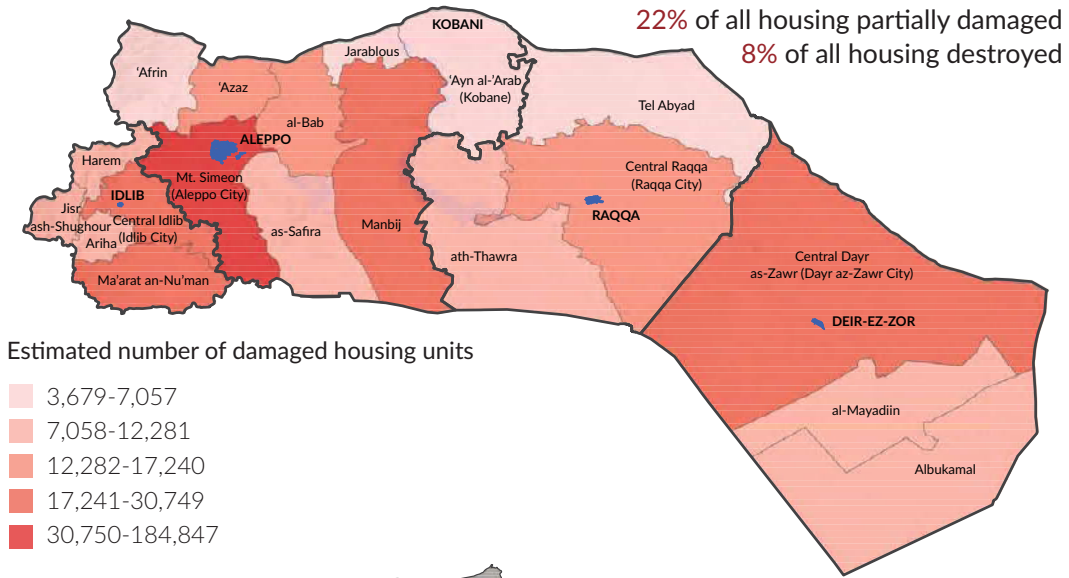 22% of all housing partially damaged
8% of all housing destroyed
KOBANI
Jarablous
'Afrin
'Azaz
'Ayn al-'Arab
(Kobane)
Tel Abyad
al-Bab
ALEPPO
Harem
Mt. Simeon
(Aleppo City)
Central Raqqa
(Raqqa City)
IDLIB
RAQQA
Jisr
ash-Shughour
Central Idlib
(Idlib City)
Ariha
as-Safira
Manbij
ath-Thawra
Ma'arat an-Nu'man
Central Dayr
as-Zawr (Dayr az-Zawr City)
DEIR-EZ-ZOR
al-Mayadiin
Albukamal
Estimated number of damaged housing units
3,679-7,057
7,058-12,281
12,282-17,240
17,241-30,749
30,750-184,847